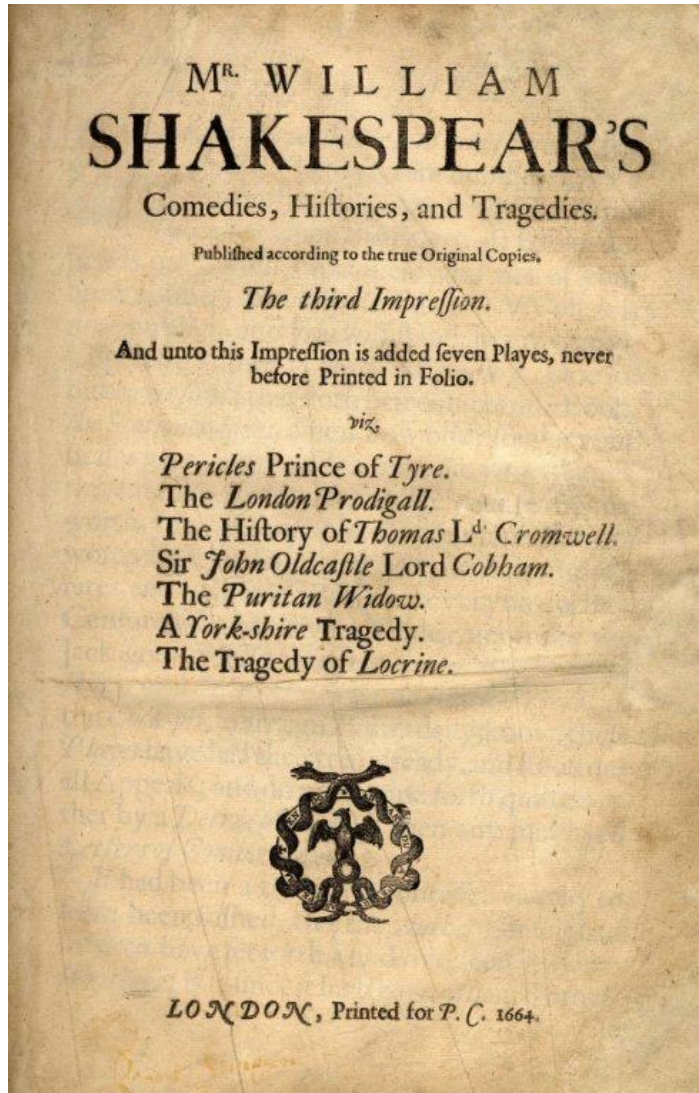 Mʀ. WILLIAM
SHAKESPEAR'S
Comedies, Hiſtories, and Tragedies.
Publiſhed according to the true Original Copies.
The third Impreſſion.
And unto this Impreſſion is added ſeven Playes, never
before Printed in Folio.
viz.
Pericles Prince of Tyre.
The London Prodigall.
The Hiſtory of Thomas Lᵈ· Cromwell.
Sir John Oldcaſtle Lord Cobham.
The Puritan Widow.
A York-shire Tragedy.
The Tragedy of Locrine.
LONDON, Printed for P. C. 1664.